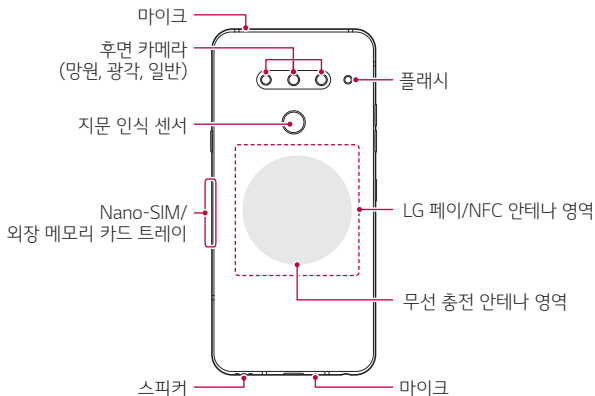 마이크
후면 카메라
(망원, 광각, 일반)
플래시
지문 인식 센서
Nano-SIM/
외장 메모리 카드 트레이
LG 페이/NFC 안테나 영역
무선 충전 안테나 영역
스피커
마이크